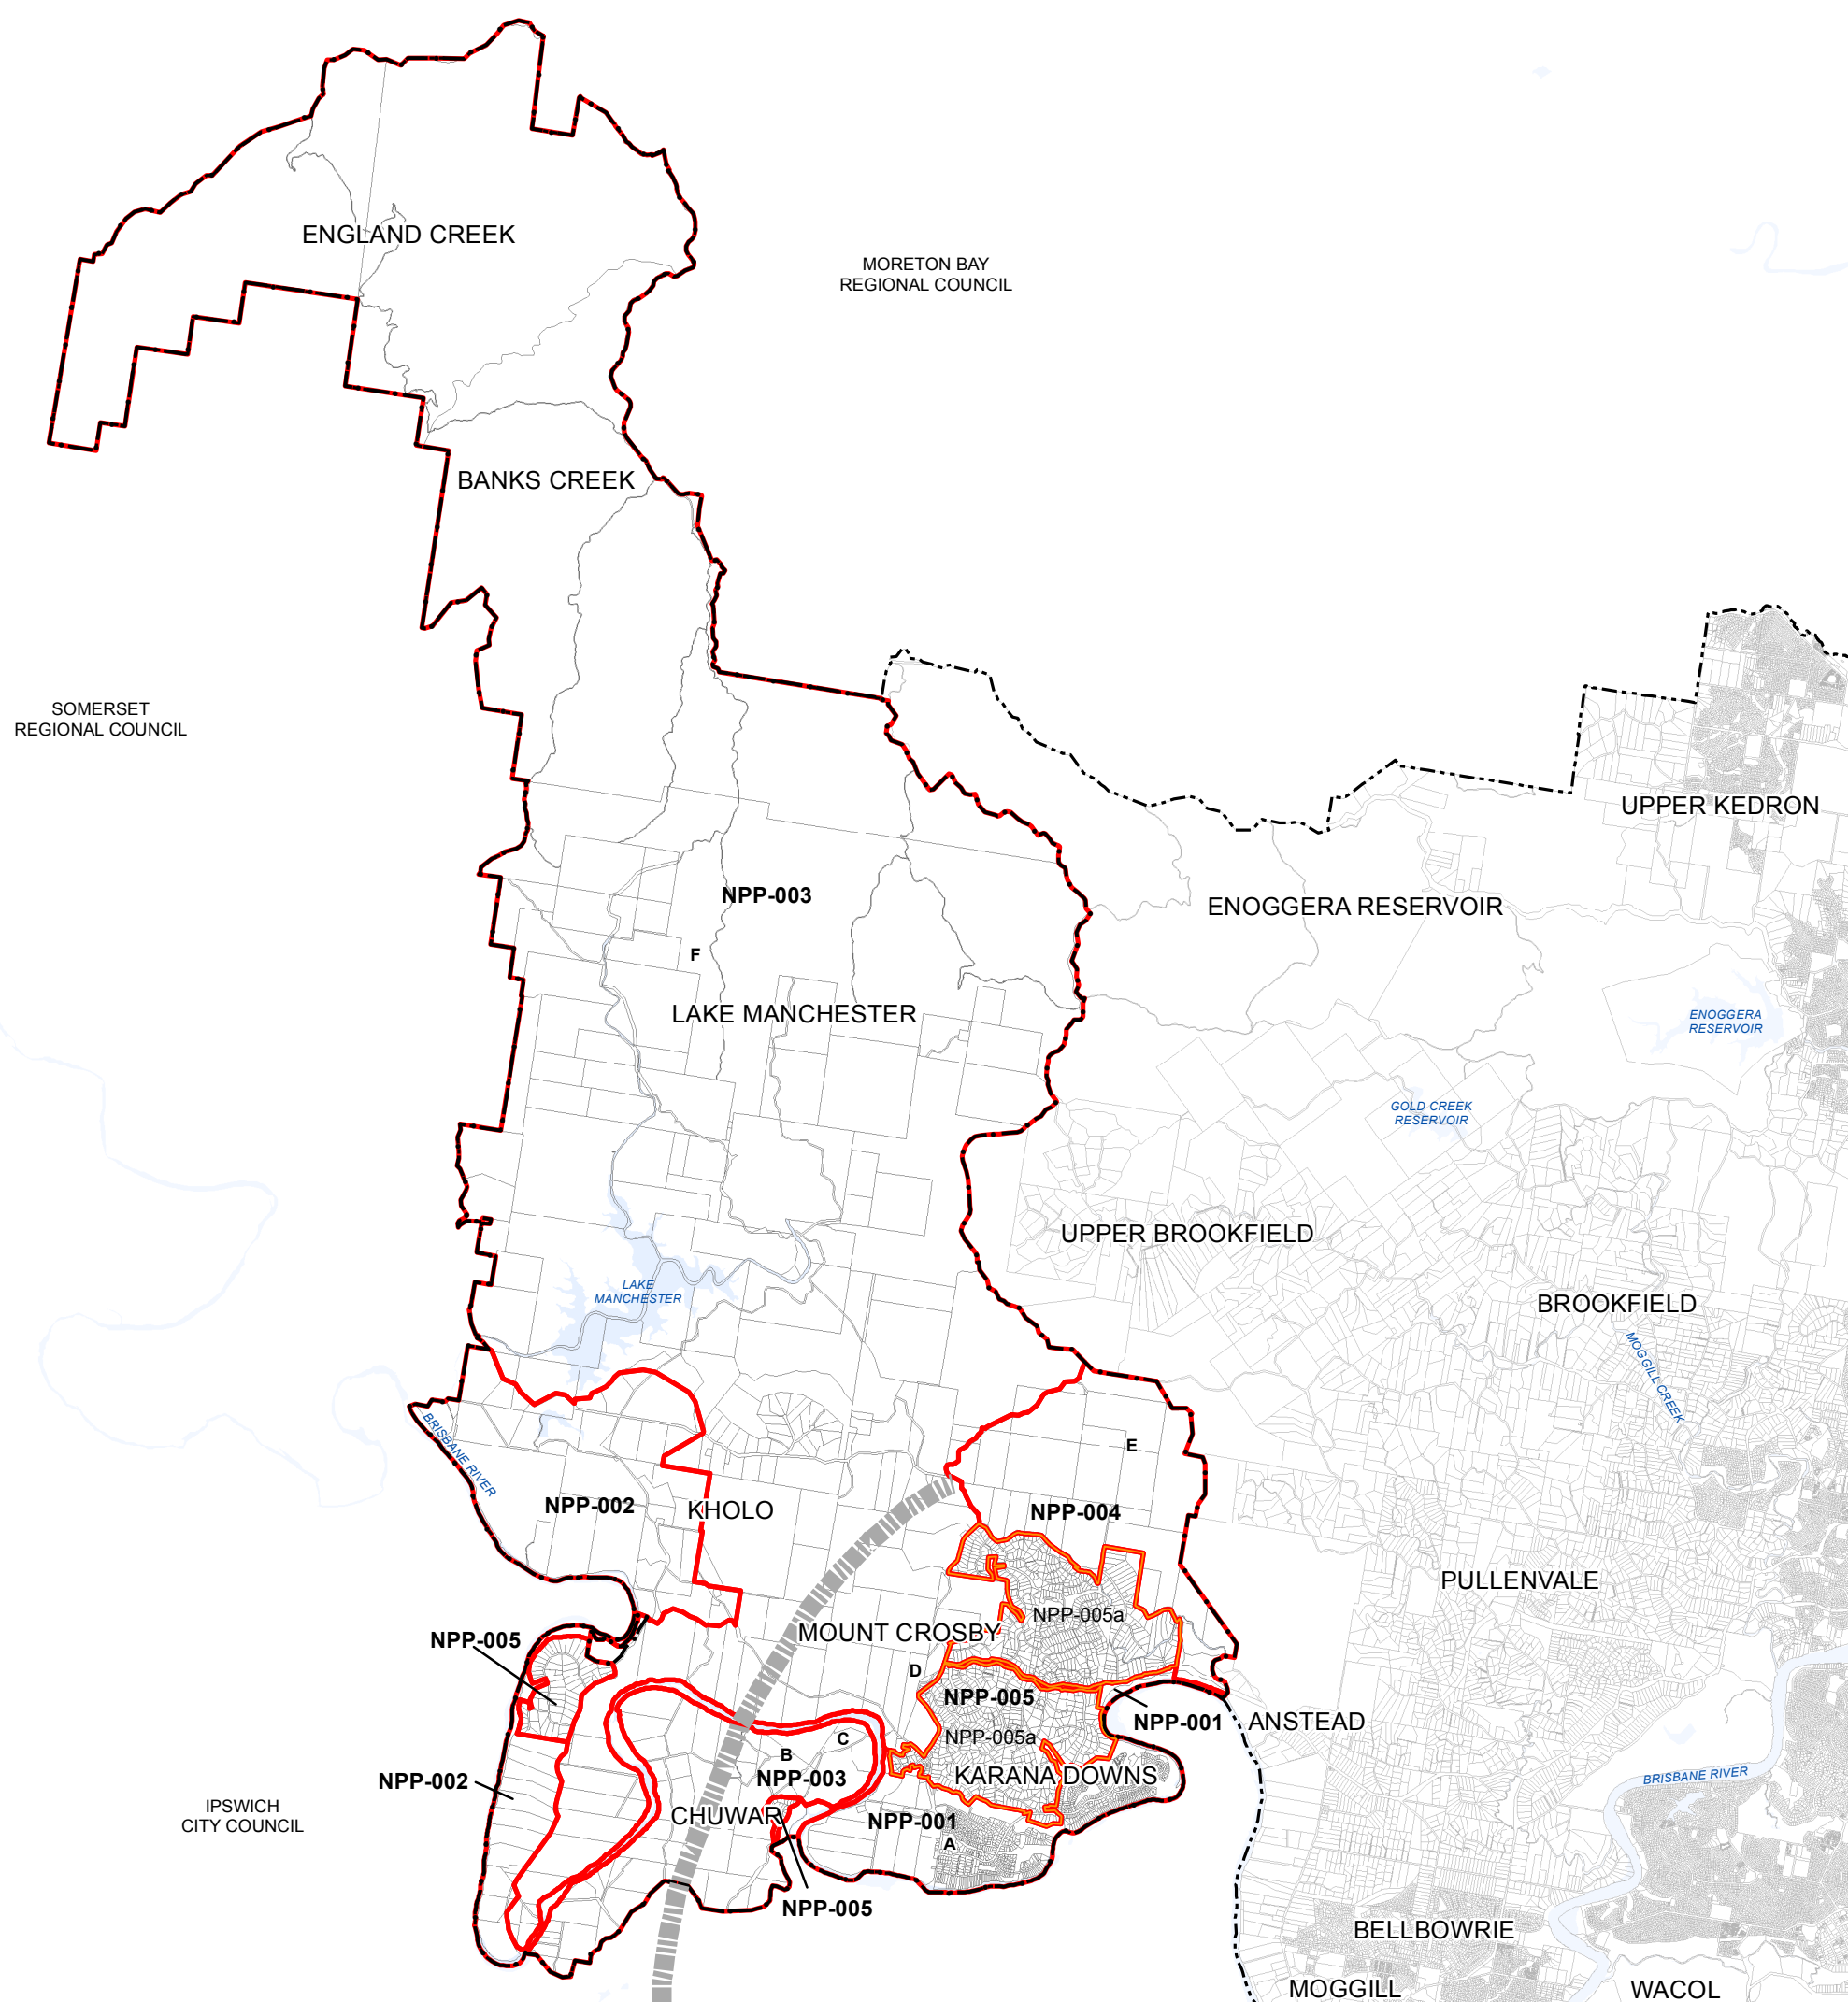 ENGLAND CREEK
MORETON BAY
REGIONAL COUNCIL
BANKS CREEK
SOMERSET
REGIONAL COUNCIL
UPPER KEDRON
NPP-003
ENOGGERA RESERVOIR
F
LAKE MANCHESTER
ENOGGERA
RESERVOIR
GOLD CREEK
RESERVOIR
UPPER BROOKFIELD
LAKE
MANCHESTER
BROOKFIELD
MOGGILL CREEK
BRISBANE RIVER
E
NPP-002
KHOLO
NPP-004
PULLENVALE
NPP-005a
MOUNT CROSBY
NPP-005
D
NPP-005
NPP-001
ANSTEAD
NPP-005a
C
B
NPP-003
KARANA DOWNS
NPP-002
BRISBANE RIVER
IPSWICH
CITY COUNCIL
CHUWAR
NPP-001
A
NPP-005
BELLBOWRIE
MOGGILL
WACOL